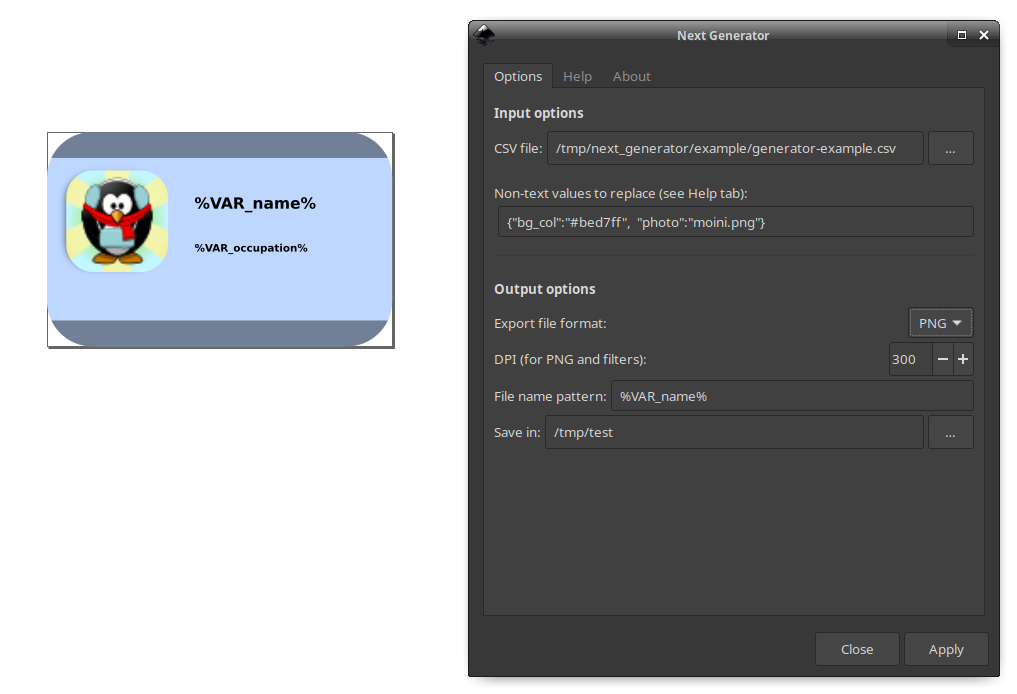 %VAR_name%
%VAR_occupation%
Next Generator
Options Help About
Input options
CSV file: /tmp/next_generator/example/generator-example.csv ...
Non-text values to replace (see Help tab):
{"bg_col":"#bed7ff", "photo":"moini.png"}
Output options
Export file format: PNG
DPI (for PNG and filters): 300
File name pattern: %VAR_name%
Save in: /tmp/test ...
Close Apply